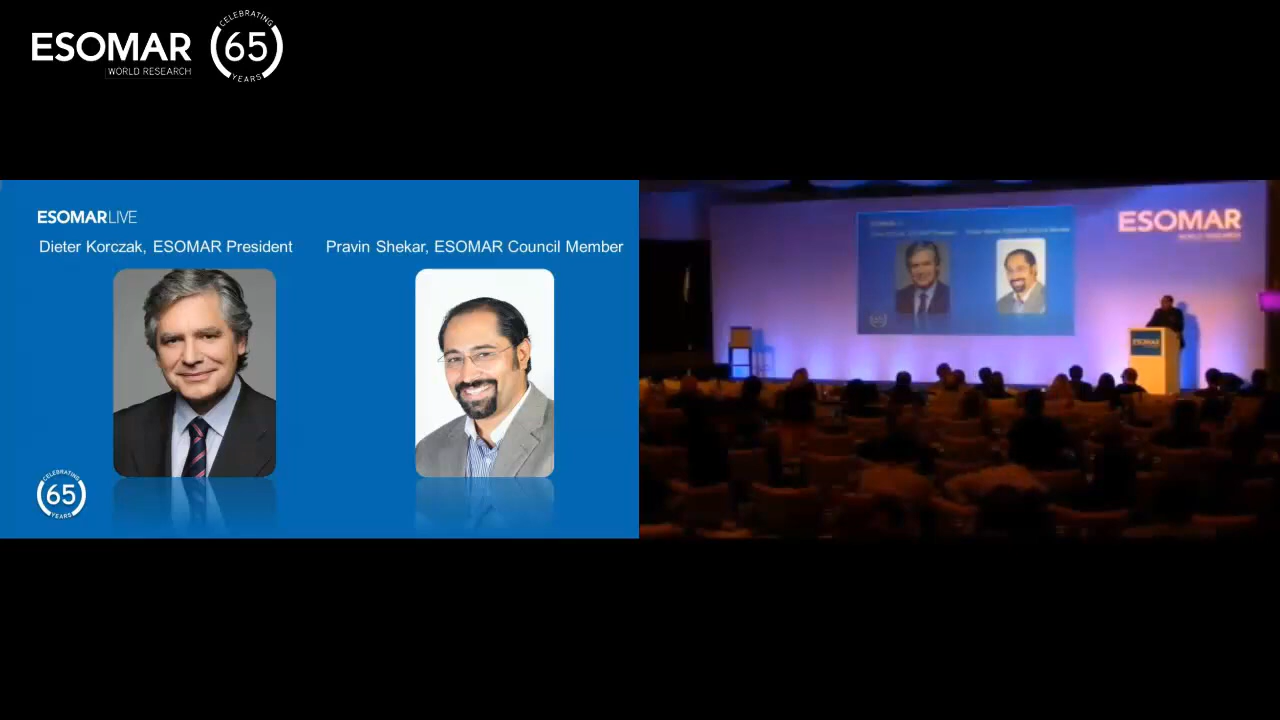 ESOMAR
WORLD RESEARCH
CELEBRATING
65
YEARS
ESOMARLIVE
Dieter Korczak, ESOMAR President
Pravin Shekar, ESOMAR Council Member
CELEBRATING
65
YEARS
ESOMAR
WORLD RESEARCH
ESOMAR